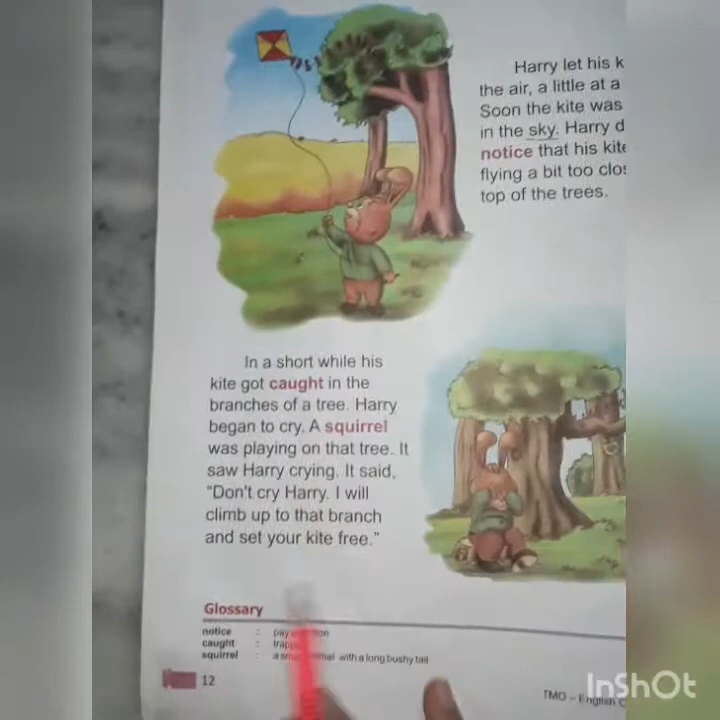 Harry let his k
the air, a little at a
Soon the kite was
in the sky. Harry d
notice that his kite
flying a bit too clos
top of the trees.
In a short while his
kite got caught in the
branches of a tree. Harry
began to cry. A squirrel
was playing on that tree. It
saw Harry crying. It said,
"Don't cry Harry. I will
climb up to that branch
and set your kite free."
Glossary
notice :
caught :
squirrel : a with a long bushy tail
12
TMO – English
InShOt